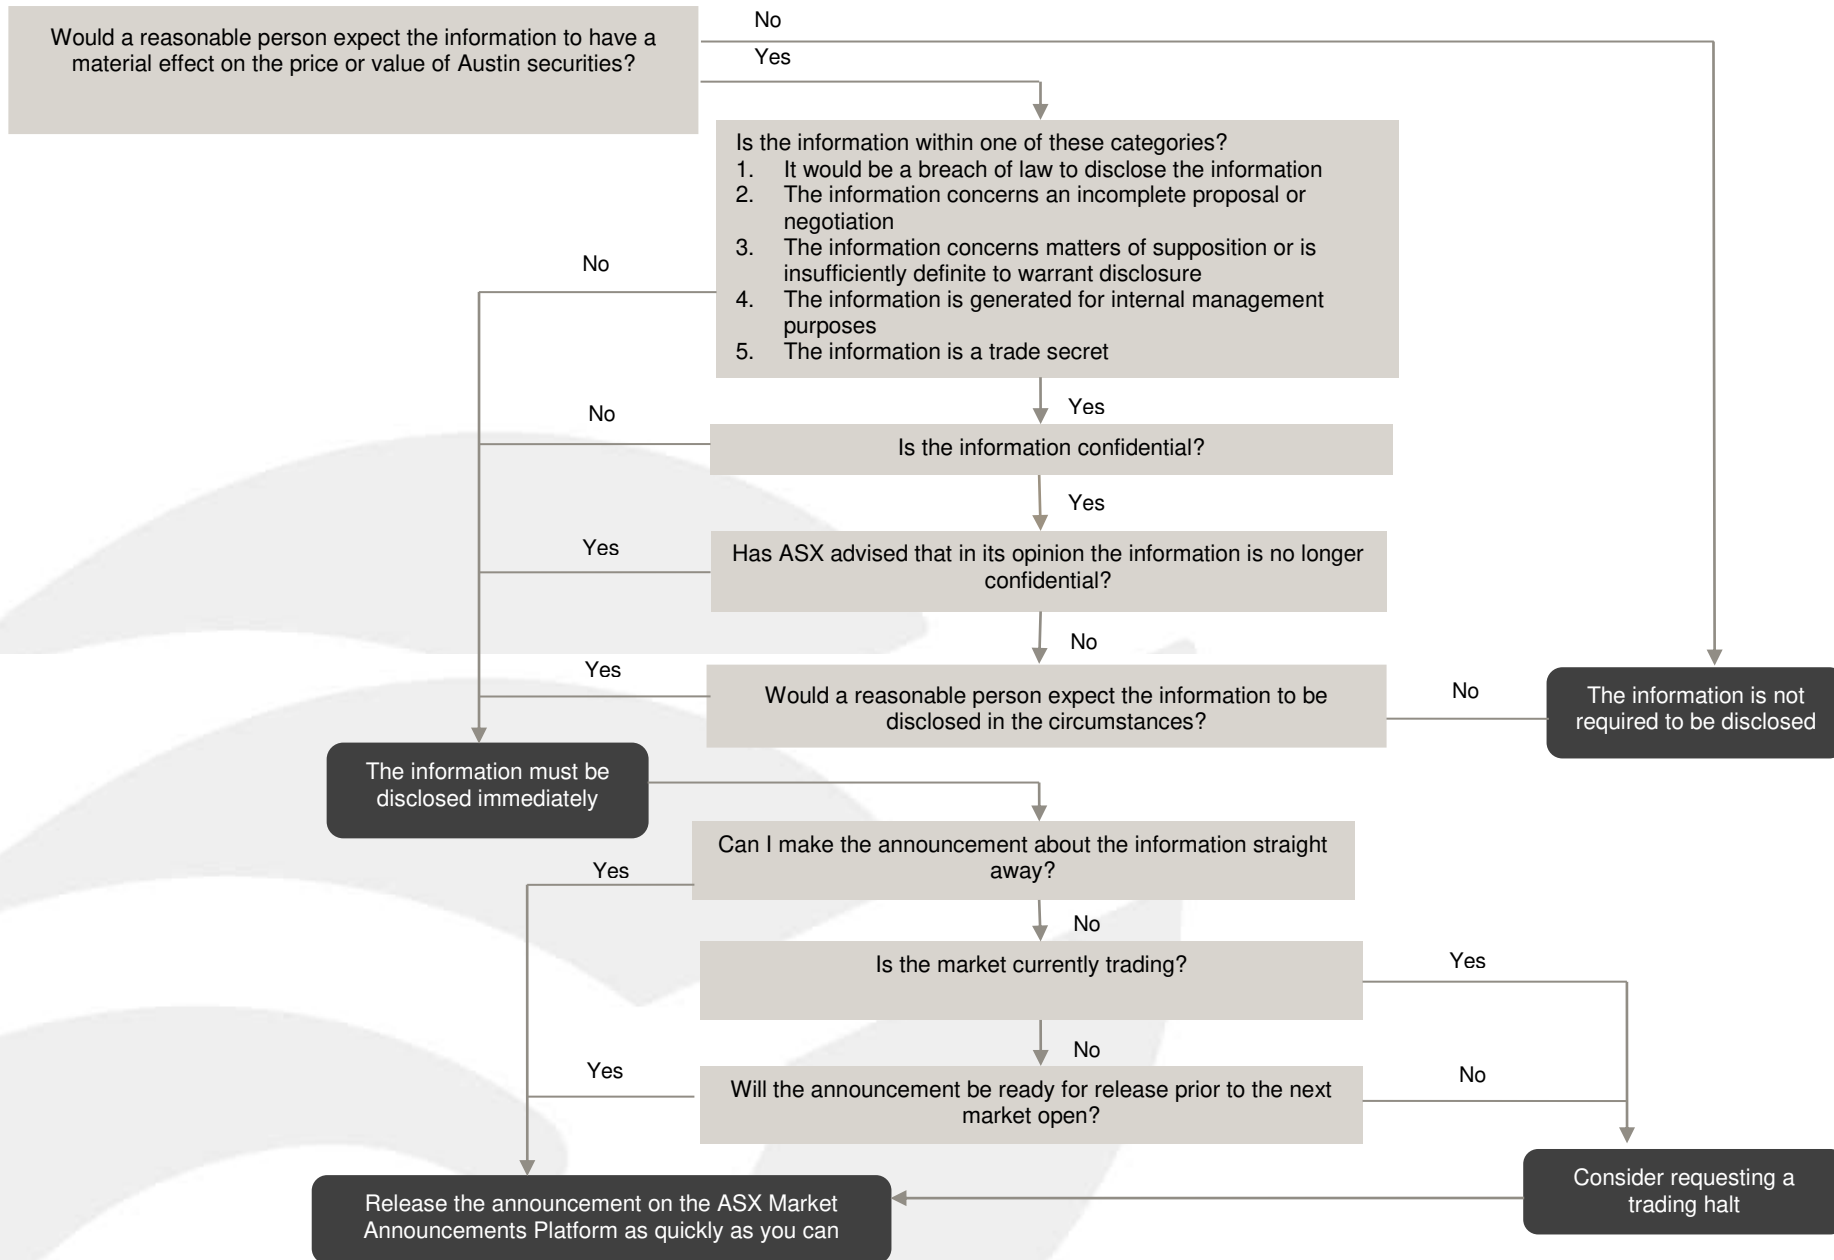 No
Would a reasonable person expect the information to have a
material effect on the price or value of Austin securities?
Yes
Is the information within one of these categories?
1. It would be a breach of law to disclose the information
2. The information concerns an incomplete proposal or
negotiation
3. The information concerns matters of supposition or is
insufficiently definite to warrant disclosure
No
4. The information is generated for internal management
purposes
5. The information is a trade secret
Yes
No
Is the information confidential?
Yes
Yes
Has ASX advised that in its opinion the information is no longer
confidential?
No
Yes
Would a reasonable person expect the information to be
disclosed in the circumstances?
No
The information is not
required to be disclosed
The information must be
disclosed immediately
Can I make the announcement about the information straight
away?
Yes
No
Is the market currently trading?
Yes
No
Yes
Will the announcement be ready for release prior to the next
market open?
No
Consider requesting a
trading halt
Release the announcement on the ASX Market
Announcements Platform as quickly as you can